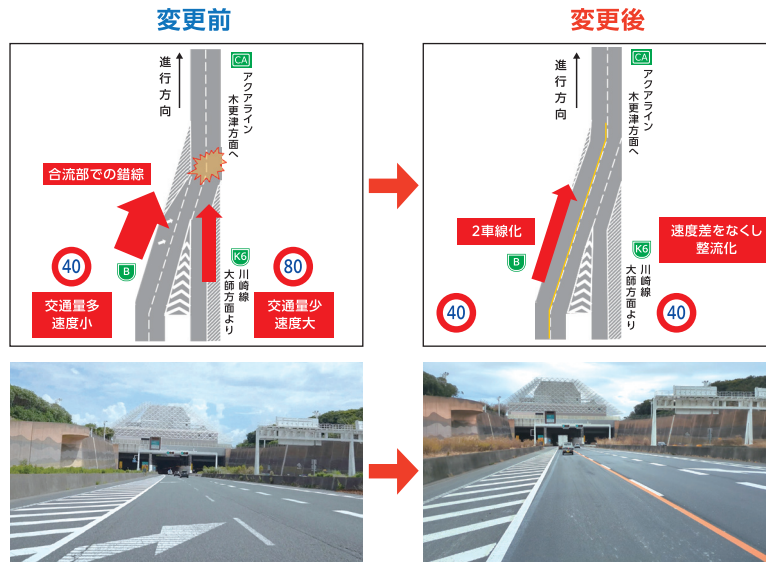 変更前
CA
アクアライン
木更津方面へ
進行方向
合流部での錯線
40
交通量多
速度小
B
K6
川崎線
大師方面より
80
交通量少
速度大
変更後
CA
アクアライン
木更津方面へ
進行方向
2車線化
B
40
速度差をなくし
整流化
K6
川崎線
大師方面より
40